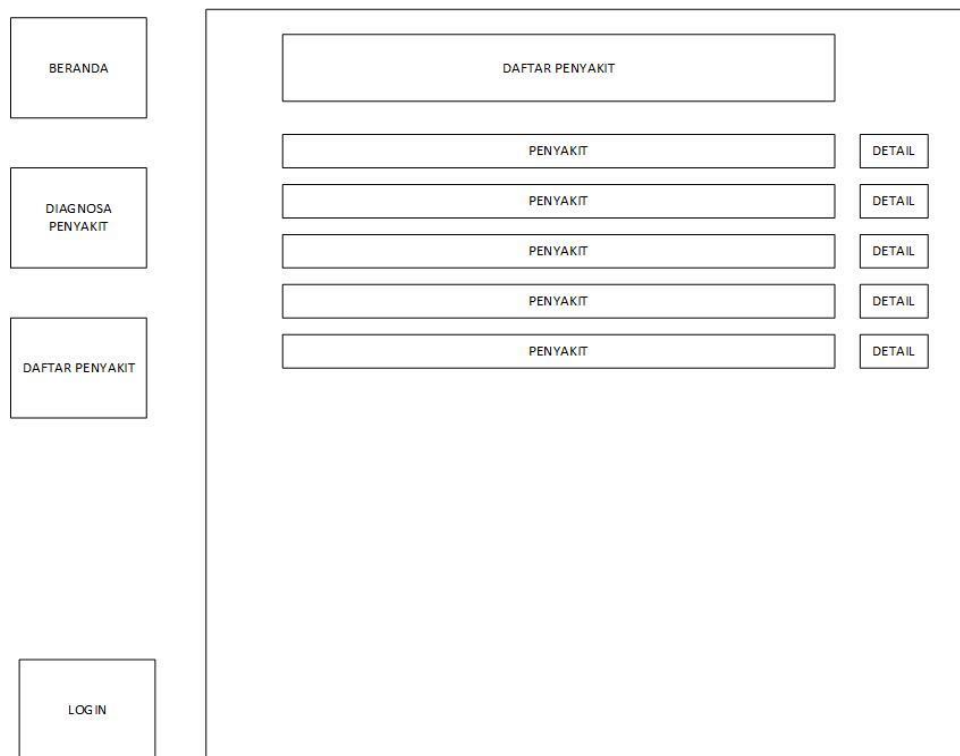 BERANDA
DIAGNOSA
PENYAKIT
DAFTAR PENYAKIT
LOGIN
DAFTAR PENYAKIT
PENYAKIT DETAIL
PENYAKIT DETAIL
PENYAKIT DETAIL
PENYAKIT DETAIL
PENYAKIT DETAIL